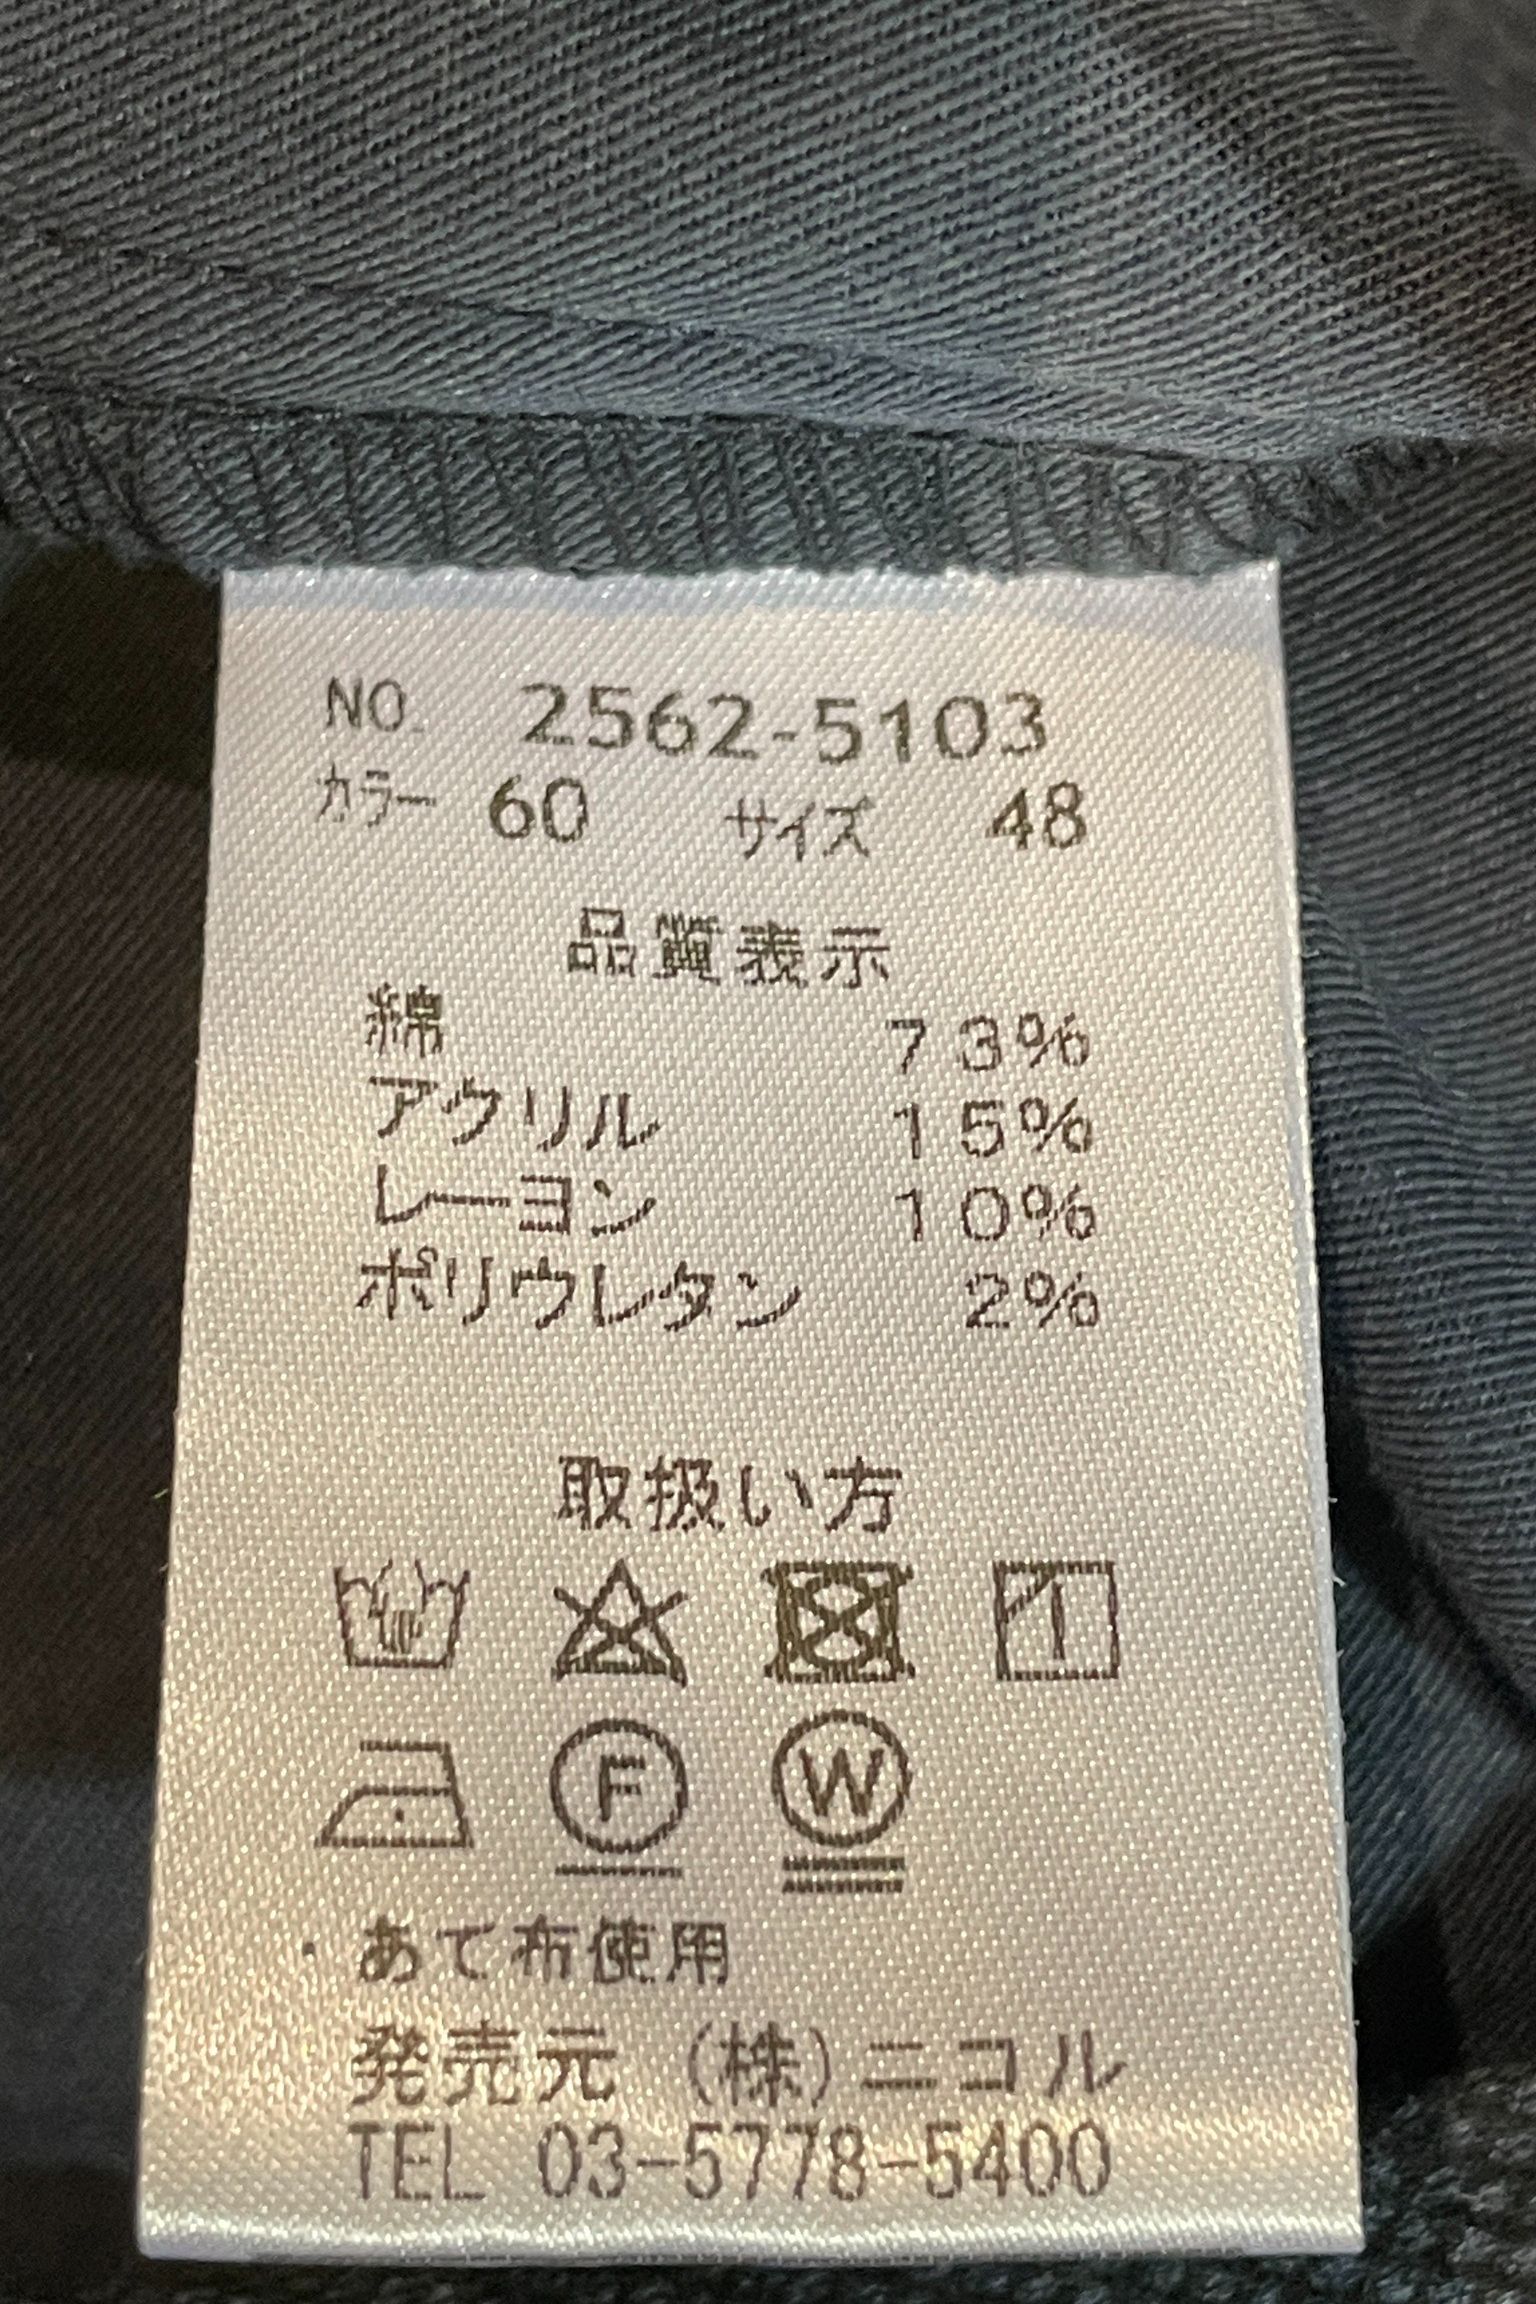 NO. 2562-5103
カラー 60 サイズ 48
品質表示
綿 73%
アクリル 15%
レーヨン 10%
ポリウレタン 2%
取扱い方
F W
・あて布使用
発売元 (株)ニコル
TEL 03-5778-5400